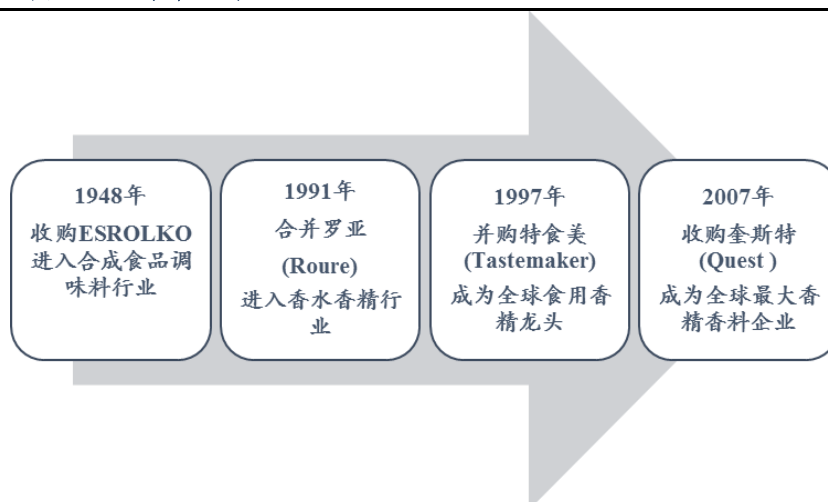 1948年
收购ESROLKO
进入合成食品调
味料行业
1991年
合并罗亚
(Roure)
进入香水香精行
业
1997年
并购特食美
(Tastemaker)
成为全球食用香
精龙头
2007年
收购奎斯特
(Quest )
成为全球最大香
精香料企业